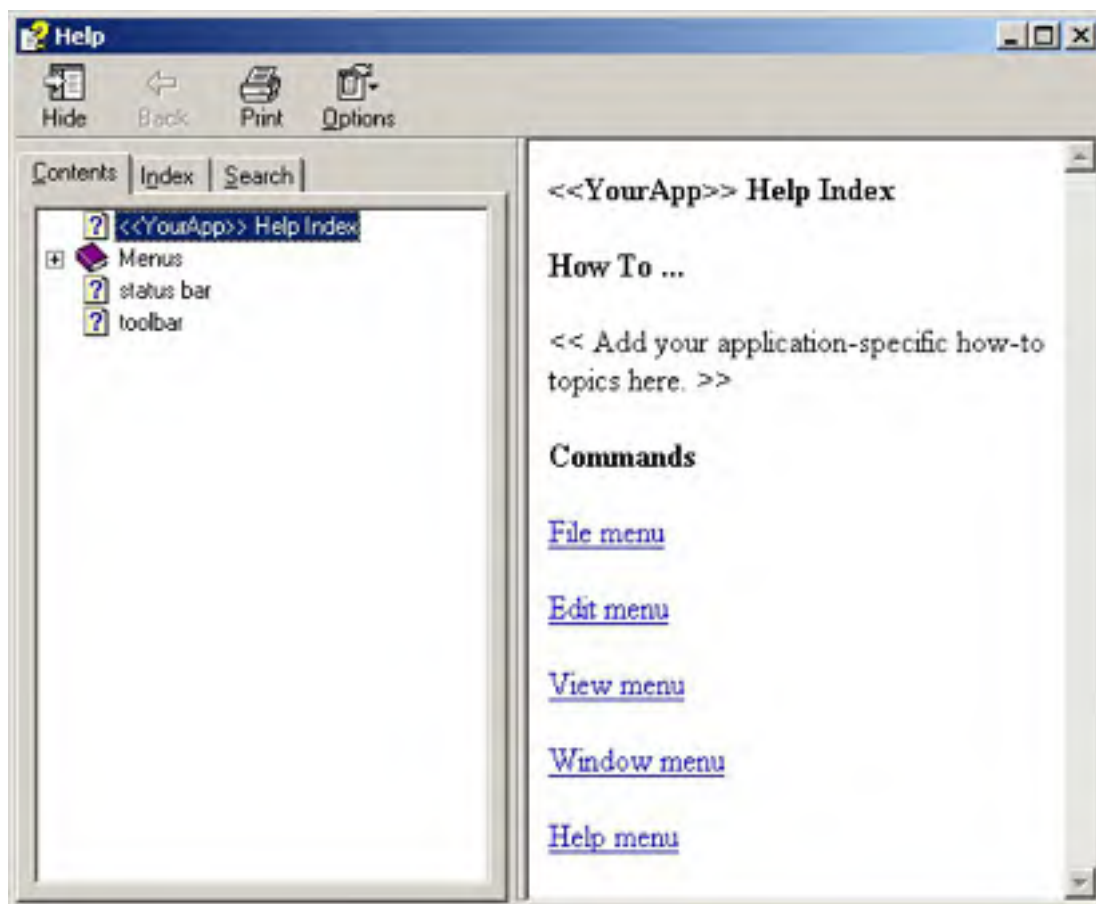 Help
Hide Back Print Options
Contents Index Search
<<YourApp>> Help Index
Menus
status bar
toolbar
<<YourApp>> Help Index
How To ...
<< Add your application-specific how-to
topics here. >>
Commands
File menu
Edit menu
View menu
Window menu
Help menu